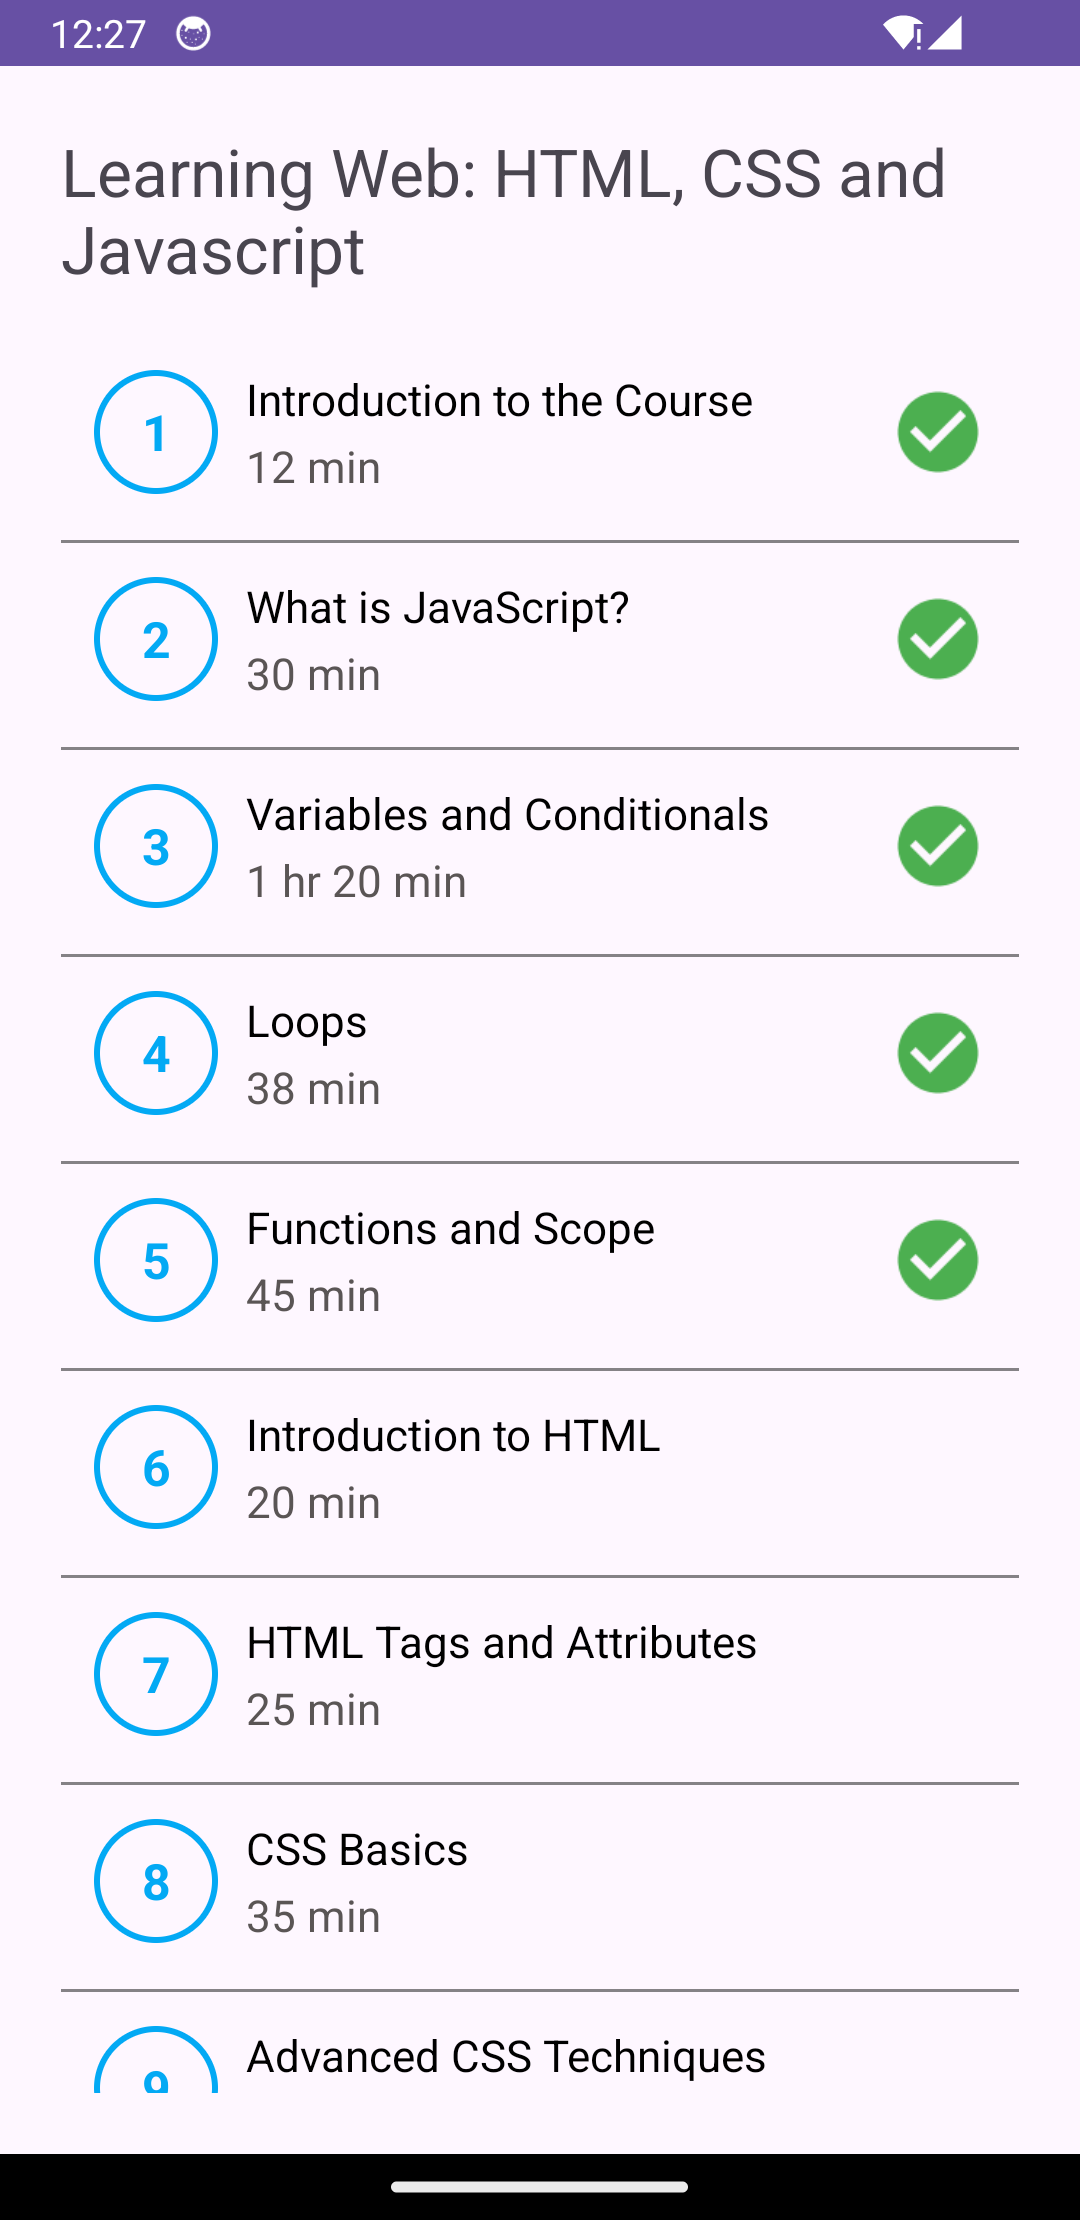 12:27
Learning Web: HTML, CSS and
Javascript
1
Introduction to the Course
12 min
2
What is JavaScript?
30 min
3
Variables and Conditionals
1 hr 20 min
4
Loops
38 min
5
Functions and Scope
45 min
6
Introduction to HTML
20 min
7
HTML Tags and Attributes
25 min
8
CSS Basics
35 min
9
Advanced CSS Techniques